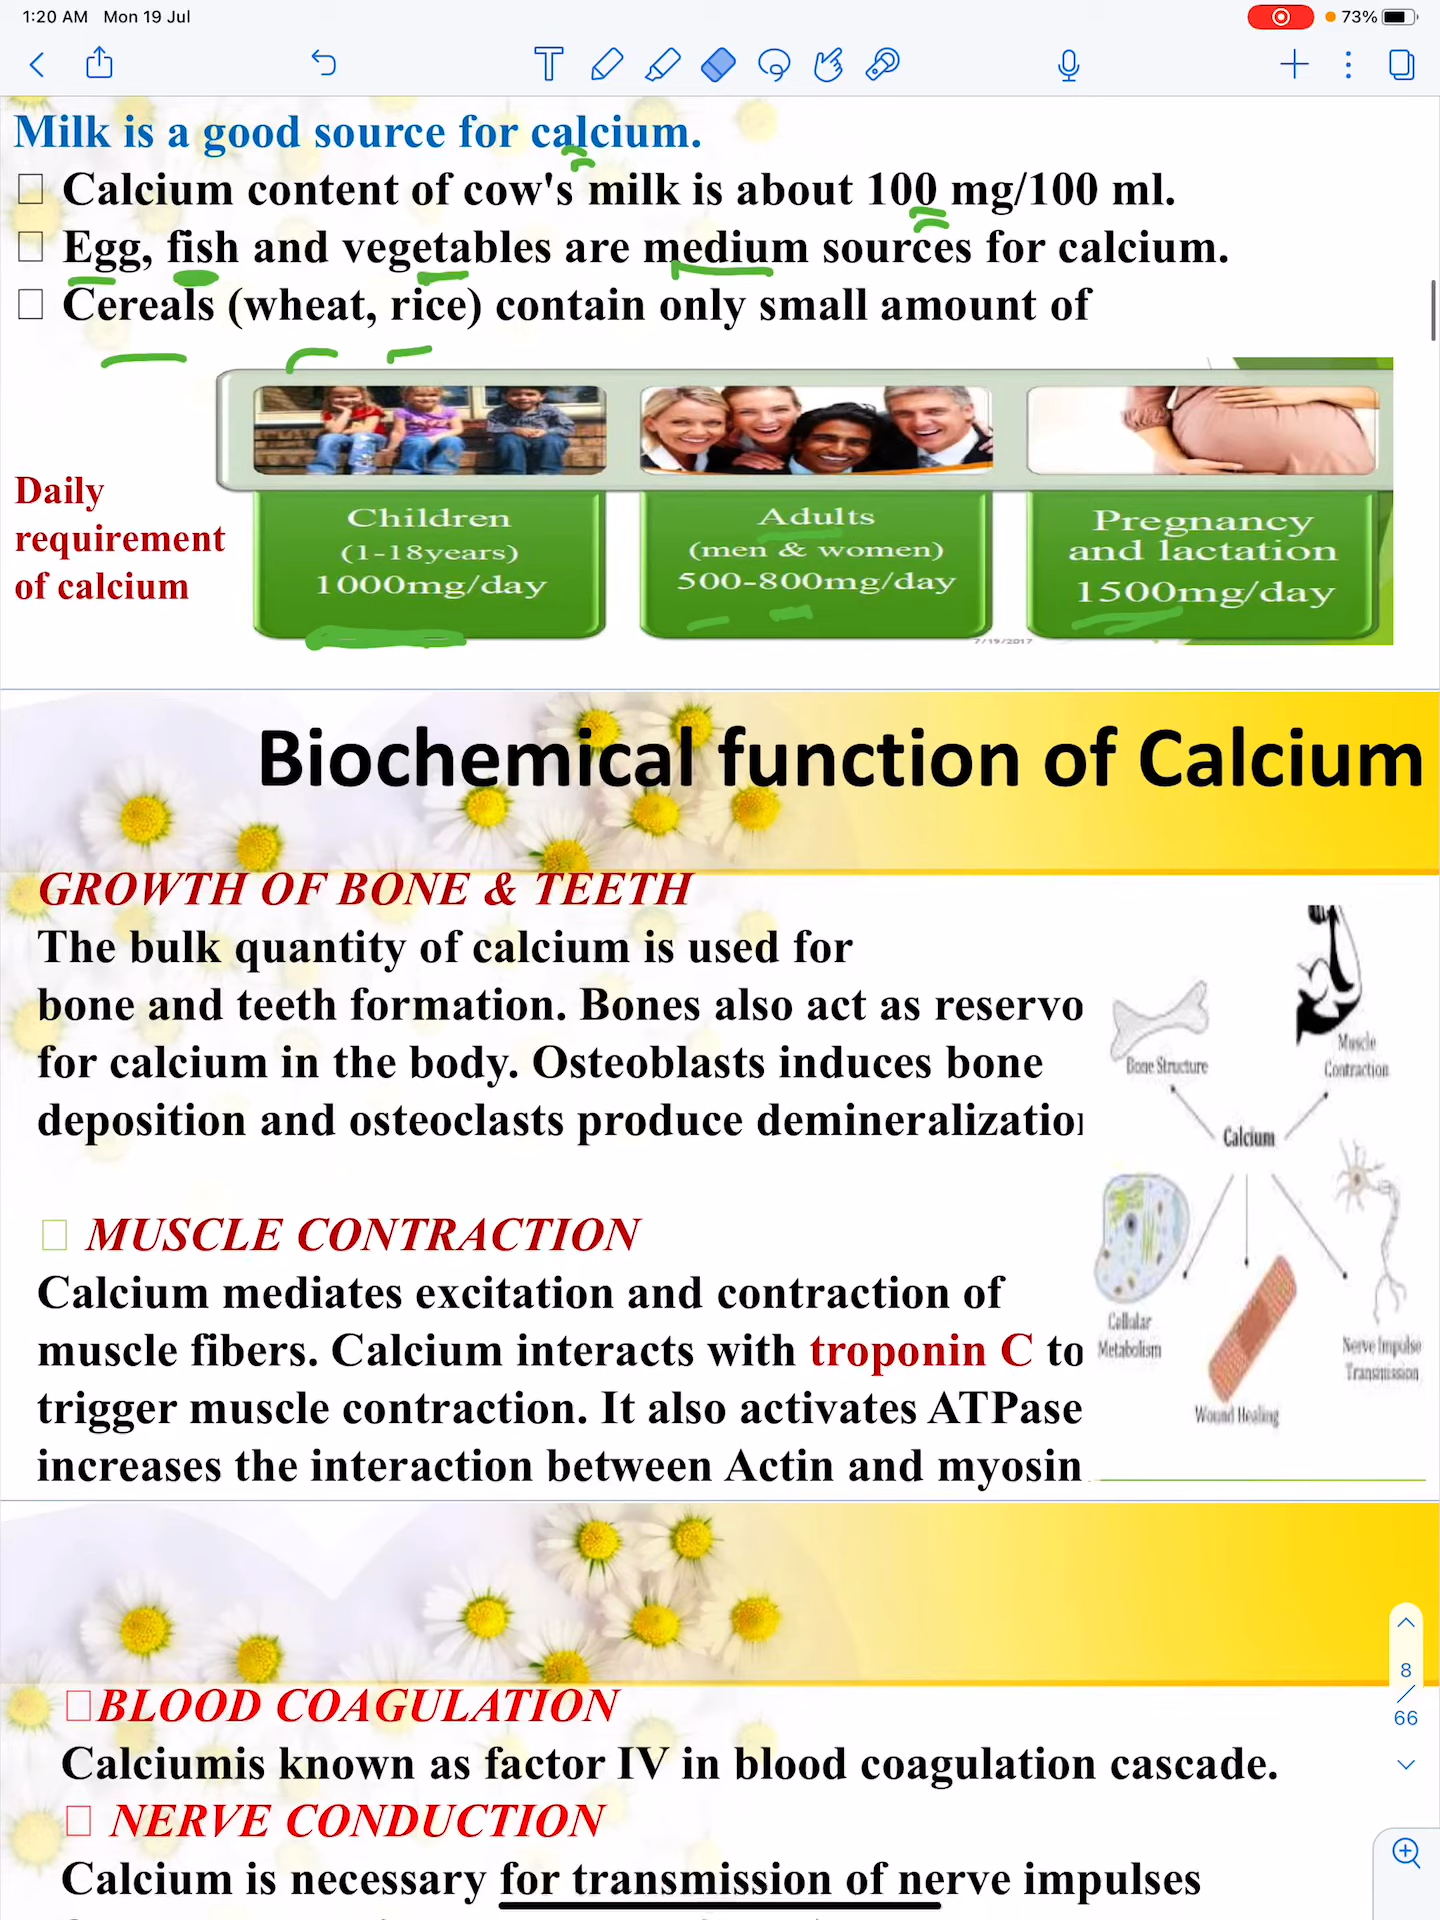 1:20 AM Mon 19 Jul
73%
Milk is a good source for calcium.
Calcium content of cow's milk is about 100 mg/100 ml.
Egg, fish and vegetables are medium sources for calcium.
Cereals (wheat, rice) contain only small amount of
Daily
requirement
of calcium
Children
(1-18years)
1000mg/day
Adults
(men & women)
500-800mg/day
Pregnancy
and lactation
1500mg/day
7/19/2017
Biochemical function of Calcium
GROWTH OF BONE & TEETH
The bulk quantity of calcium is used for
bone and teeth formation. Bones also act as reservo
for calcium in the body. Osteoblasts induces bone
deposition and osteoclasts produce demineralization
MUSCLE CONTRACTION
Calcium mediates excitation and contraction of
muscle fibers. Calcium interacts with troponin C to
trigger muscle contraction. It also activates ATPase
increases the interaction between Actin and myosin
Bone Structure
Muscle
Contraction
Calcium
Cellular
Metabolism
Wound Healing
Nerve Impulse
Transmission
BLOOD COAGULATION
Calciumis known as factor IV in blood coagulation cascade.
NERVE CONDUCTION
Calcium is necessary for transmission of nerve impulses
8
/
66